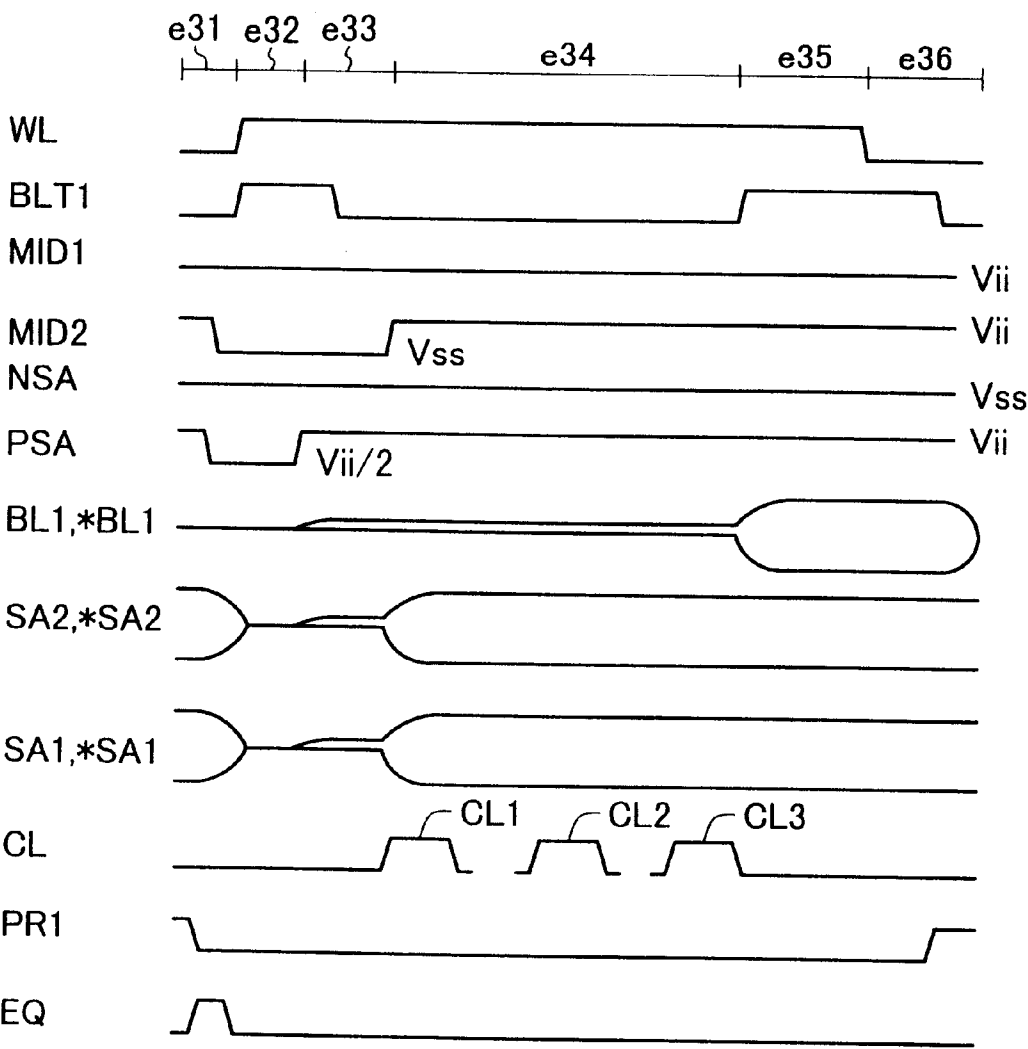 e31 e32 e33 e34 e35 e36
WL
BLT1
MID1
Vii
MID2
Vss
Vii
NSA
Vss
PSA
Vii/2
Vii
BL1,*BL1
SA2,*SA2
SA1,*SA1
CL
CL1
CL2
CL3
PR1
EQ